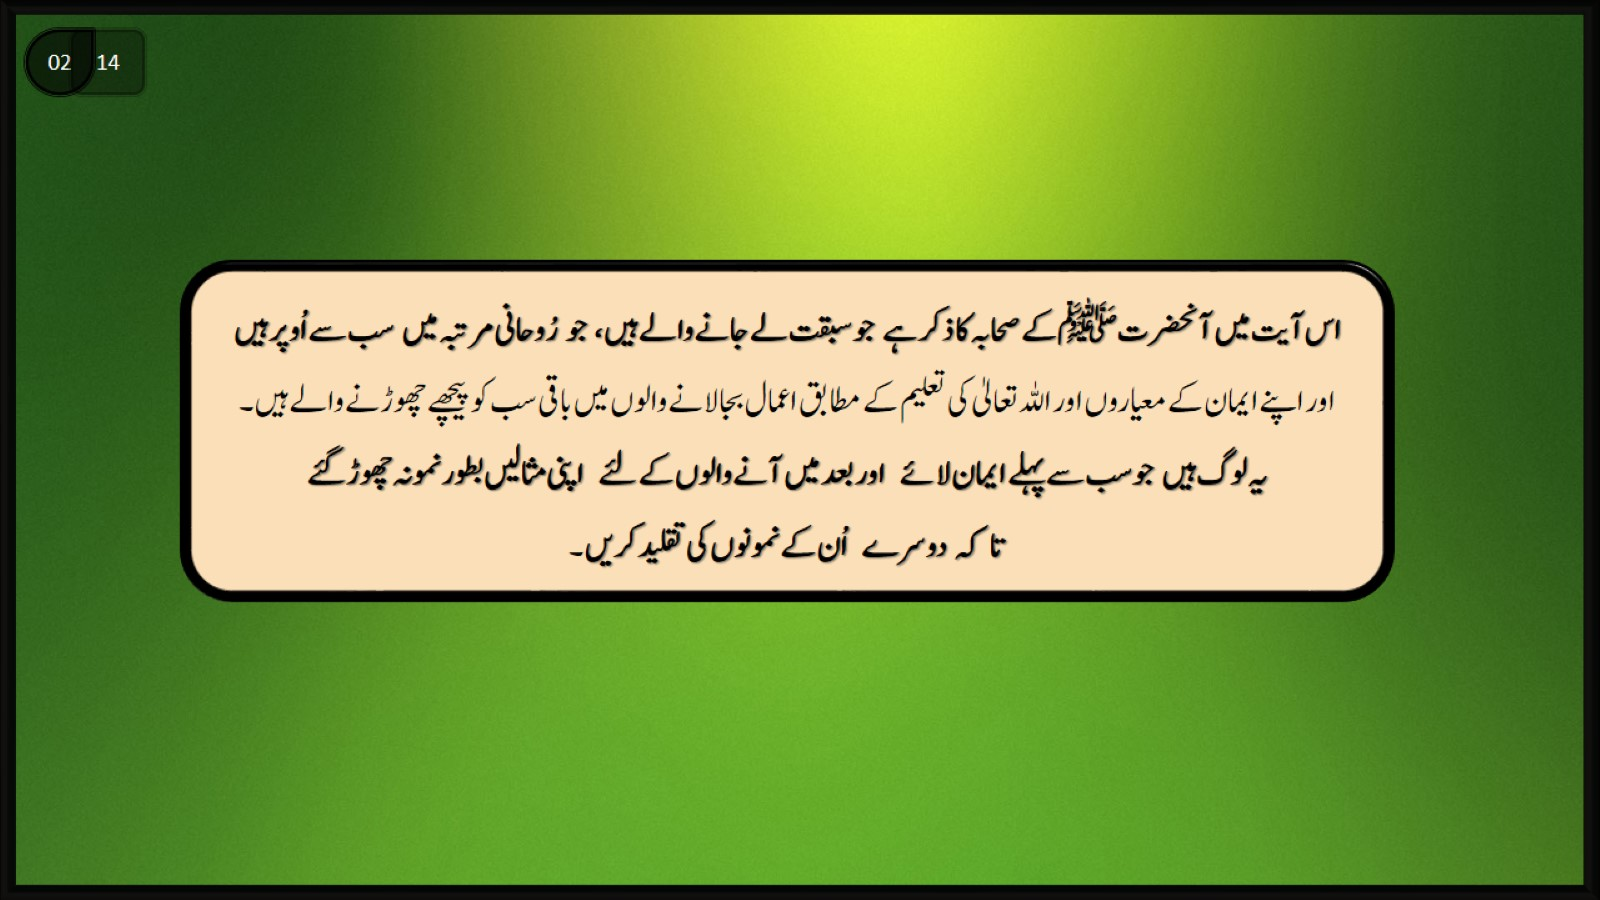 02 14
اس آیت میں آنحضرت ﷺ کے صحابہ کا ذکر ہے جو سبقت لے جانے والے ہیں، جو رُوحانی مرتبہ میں سب سے اُوپر ہیں
اور اپنے ایمان کے معیاروں اور اللہ تعالیٰ کی تعلیم کے مطابق اعمال بجالانے والوں میں باقی سب کو پیچھے چھوڑنے والے ہیں۔
یہ لوگ ہیں جو سب سے پہلے ایمان لائے اور بعد میں آنے والوں کے لئے اپنی مثالیں بطور نمونہ چھوڑ گئے
تا کہ دوسرے اُن کے نمونوں کی تقلید کریں۔